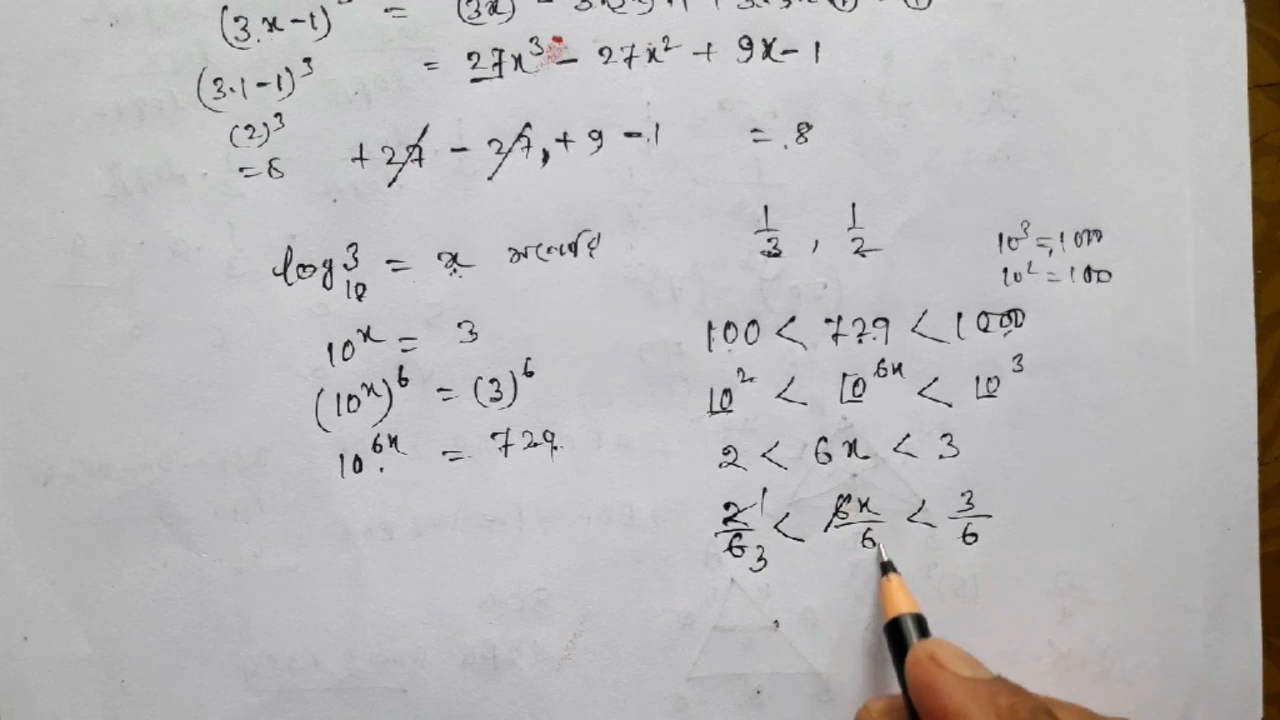 (3.x-1)³ =
(3.1-1)³ = 27x³ - 27x² + 9x-1
(2)³
=8 +27 - 27, +9 -1 = 8
log₁₀3 = x
1/3 , 1/2
10³ = 1000
10² = 100
10ˣ = 3
(10ˣ)⁶ = (3)⁶
10⁶ˣ = 729
100 < 729 < 1000
10² < 10⁶ˣ < 10³
2 < 6x < 3
2/6 1 3 < 6x/6 < 3/6